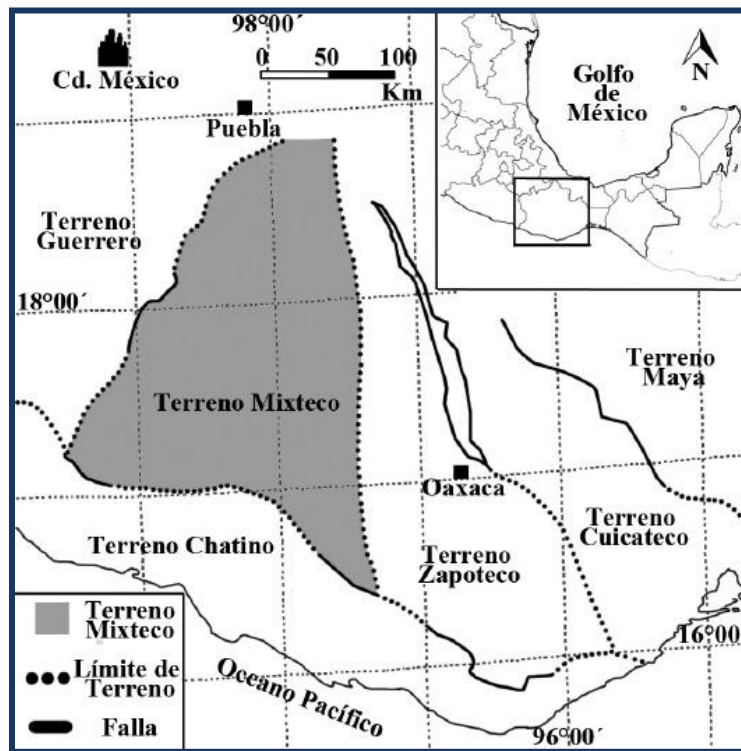 98°00´
0 50 100
Km
Cd. México
Puebla
Golfo
de
México
N
Terreno
Guerrero
18°00´
Terreno
Maya
Terreno Mixteco
Oaxaca
Terreno
Cuicateco
Terreno Chatino
Terreno
Zapoteco
16°00
96°00´
Oceano Pacífico
Terreno
Mixteco
Límite de
Terreno
Falla